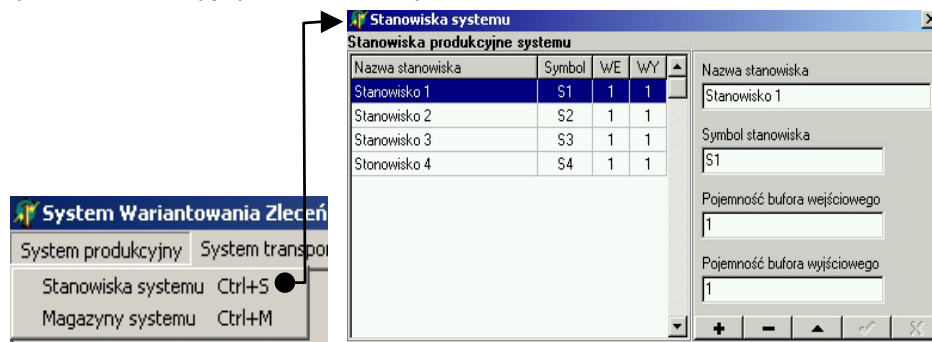 Stanowiska systemu
Stanowiska produkcyjne systemu
Nazwa stanowiska Symbol WE WY
Stanowisko 1 S1 1 1
Stanowisko 2 S2 1 1
Stanowisko 3 S3 1 1
Stonowisko 4 S4 1 1
Nazwa stanowiska
Stanowisko 1
Symbol stanowiska
S1
Pojemność bufora wejściowego
1
Pojemność bufora wyjściowego
1
System Wariantowania Zleceń
System produkcyjny System transpo
Stanowiska systemu Ctrl+S
Magazyny systemu Ctrl+M